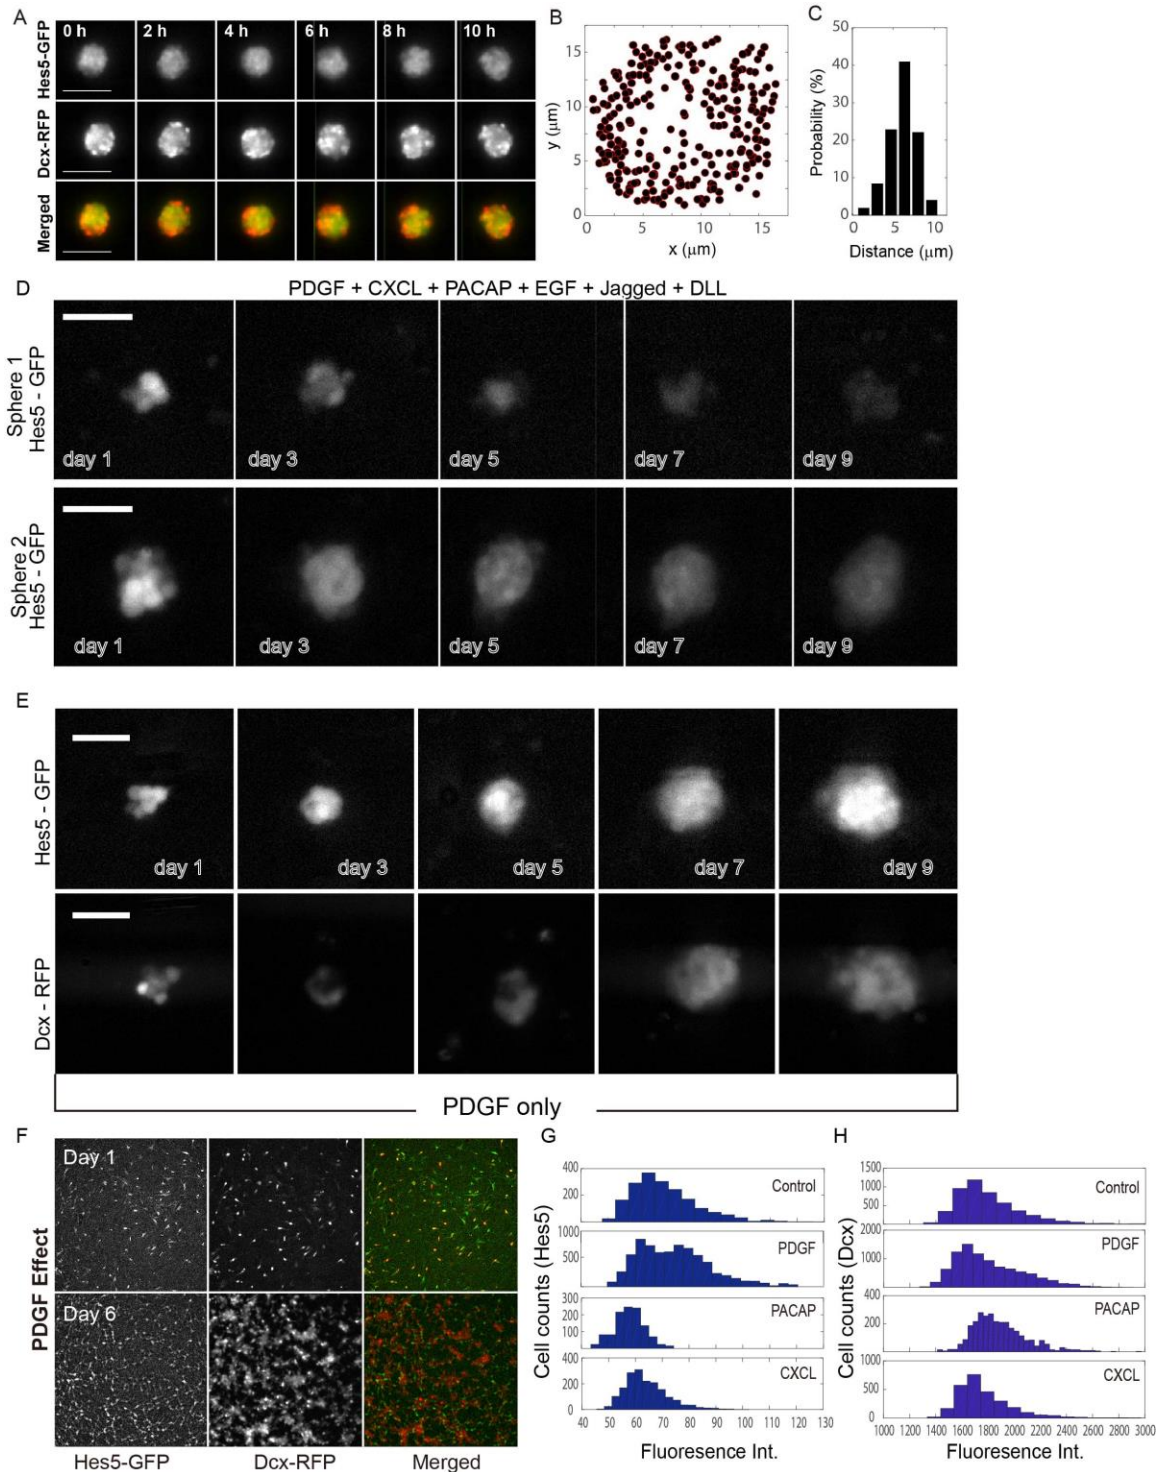 A
0 h
2 h
4 h
6 h
8 h
10 h
Hes5-GFP
Dcx-RFP
Merged
B
15
10
5
0
y (μm)
0
5
10
15
x (μm)
C
50
40
30
20
10
0
Probability (%)
0
5
10
Distance (μm)
D
PDGF + CXCL + PACAP + EGF + Jagged + DLL
Sphere 1
Hes5 - GFP
day 1
day 3
day 5
day 7
day 9
Sphere 2
Hes5 - GFP
day 1
day 3
day 5
day 7
day 9
E
Hes5 - GFP
day 1
day 3
day 5
day 7
day 9
Dcx - RFP
PDGF only
F
PDGF Effect
Day 1
Day 6
Hes5-GFP
Dcx-RFP
Merged
G
Cell counts (Hes5)
400
200
Control
1000
500
PDGF
300
200
100
PACAP
400
200
0
CXCL
40 50 60 70 80 90 100 110 120 130
Fluoresence Int.
H
Cell counts (Dcx)
1500
1000
500
0
Control
2000
1000
PDGF
400
200
PACAP
1000
500
0
CXCL
1000 1200 1400 1600 1800 2000 2200 2400 2600 2800 3000
Fluoresence Int.